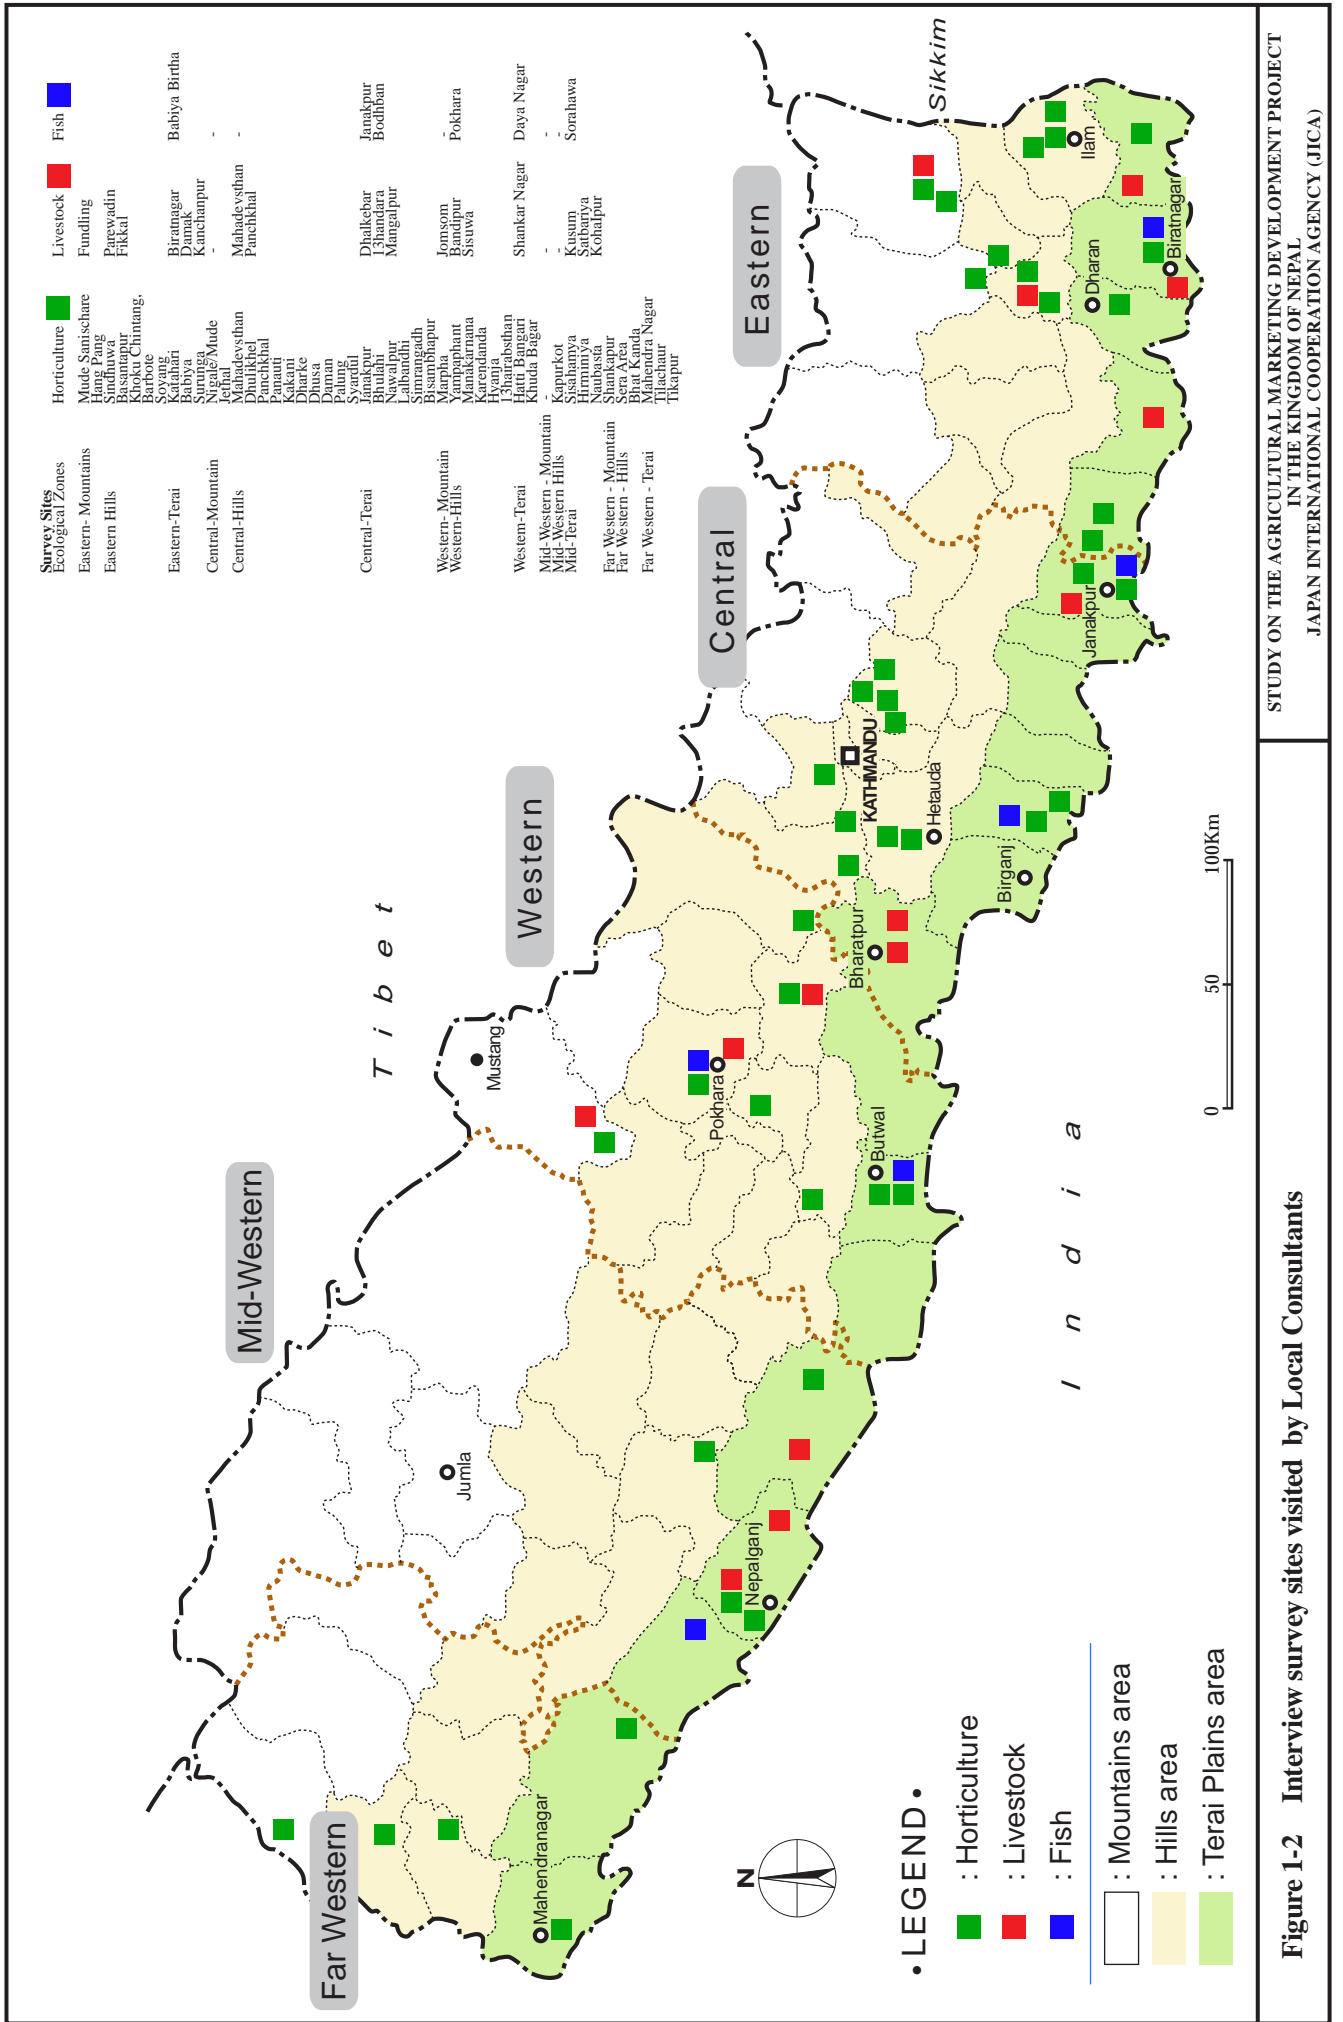 Survey Sites
Ecological Zones Horticulture Livestock Fish
Eastern- Mountains Mude Sanischare Fundling
Hang Pang
Eastern Hills Sindhuwa Parewadin
Basantapur Fikkal
Khoku Chintang,
Barbote
Soyang
Eastern-Terai Katahari Biratnagar Babiya Birtha
Babiya Damak
Surunga Kanchanpur
Central-Mountain Nigale/Mude - -
Jethal
Central-Hills Mahadevsthan Mahadevsthan -
Dhulikhel Panchkhal
Panchkhal
Panauti
Kakani
Dharke
Dhusa
Daman
Palung
Syardul
Central-Terai Janakpur Dhalkebar Janakpur
Bhulahi 13handara Bodhban
Nawalpur Mangalpur
Lalbandhi
Simrangadh
Bisambhapur
Western- Mountain Marpha Jomsom -
Western-Hills Yampaphant Bandipur Pokhara
Manakarmana Sisuwa
Karendanda
Hyanja
13harrabsthan
Western-Terai Hatti Bangari Shankar Nagar Daya Nagar
Khuda Bagar
Mid-Western - Mountain - - -
Mid-Western Hills Kapurkot - -
Mid-Terai Sisahamya Kusum Sorahawa
Hirminiya Satbariya
Naubasta Kohalpur
Far Western - Mountain Shankapur
Far Western - Hills Sera Area
Bhat Kanda
Far Western - Terai Mahendra Nagar
Tilachaur
Tikapur
Far Western
Mid-Western
Western
Central
Eastern
Tibet
Sikkim
India
Mustang
Jumla
Mahendranagar
Nepalganj
Pokhara
Butwal
Bharatpur
KATHMANDU
Hetauda
Birganj
Janakpur
Dharan
Biratnagar
Ilam
N
0 50 100Km
• LEGEND •
: Horticulture
: Livestock
: Fish
: Mountains area
: Hills area
: Terai Plains area
Figure 1-2 Interview survey sites visited by Local Consultants
STUDY ON THE AGRICULTURAL MARKETING DEVELOPMENT PROJECT
IN THE KINGDOM OF NEPAL
JAPAN INTERNATIONAL COOPERATION AGENCY (JICA)